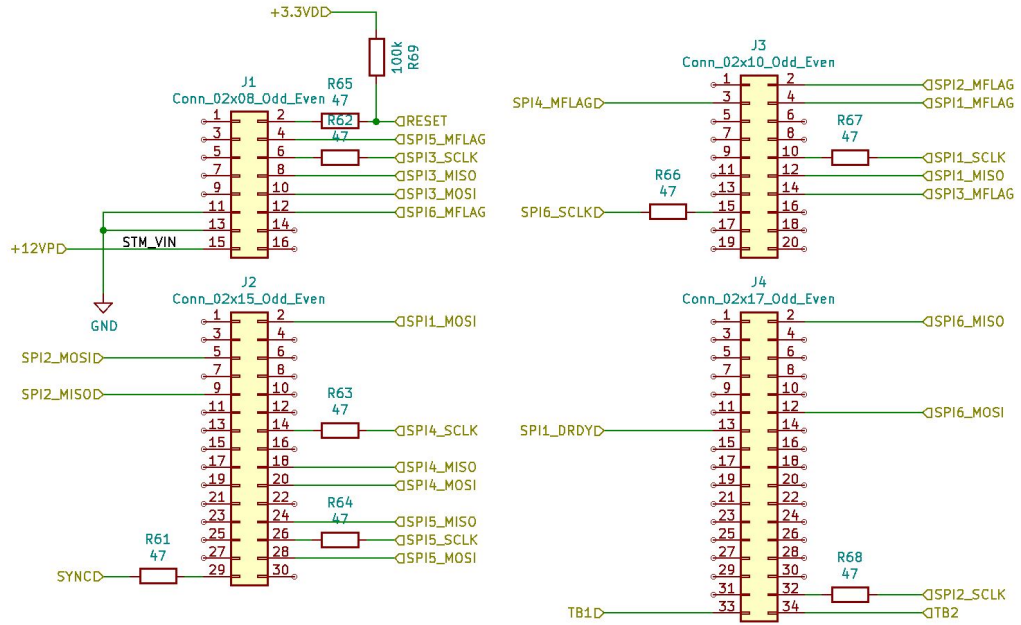 +3.3VD
100k
R69
J1
Conn_02x08_Odd_Even
R65
47
1 2 RESET
R62
47
3 4 SPI5_MFLAG
5 6 SPI3_SCLK
7 8 SPI3_MISO
9 10 SPI3_MOSI
11 12 SPI6_MFLAG
13 14
+12VP STM_VIN 15 16
GND
J3
Conn_02x10_Odd_Even
1 2 SPI2_MFLAG
SPI4_MFLAG 3 4 SPI1_MFLAG
5 6
R67
47
7 8
9 10 SPI1_SCLK
11 12 SPI1_MISO
R66
47
13 14 SPI3_MFLAG
SPI6_SCLK 15 16
17 18
19 20
J2
Conn_02x15_Odd_Even
1 2 SPI1_MOSI
3 4
SPI2_MOSI 5 6
7 8
SPI2_MISO 9 10
R63
47
11 12
13 14 SPI4_SCLK
15 16
17 18 SPI4_MISO
19 20 SPI4_MOSI
21 22
R64
47
23 24 SPI5_MISO
25 26 SPI5_SCLK
R61
47
27 28 SPI5_MOSI
SYNC 29 30
J4
Conn_02x17_Odd_Even
1 2 SPI6_MISO
3 4
5 6
7 8
9 10
11 12 SPI6_MOSI
SPI1_DRDY 13 14
15 16
17 18
19 20
21 22
23 24
25 26
27 28
R68
47
29 30
31 32 SPI2_SCLK
TB1 33 34 TB2